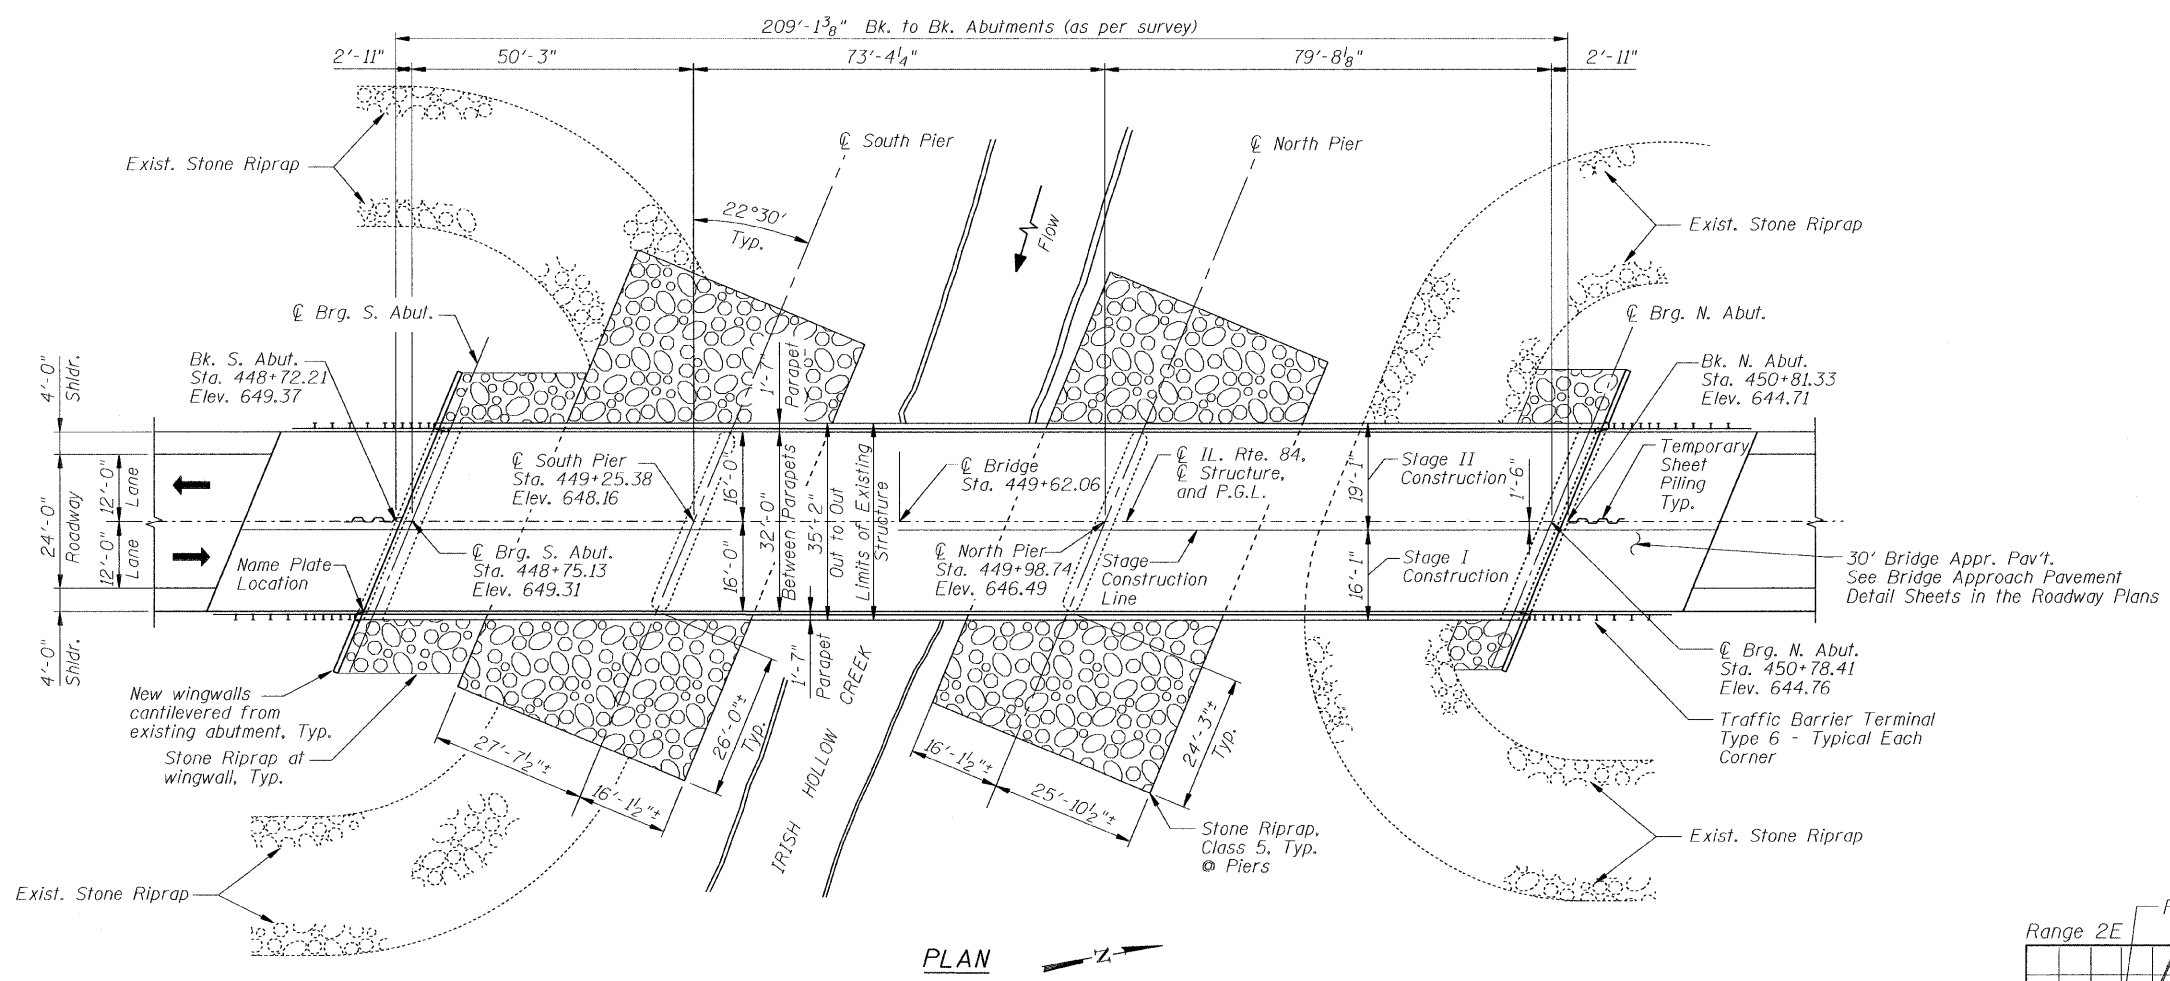 209'-1 3/8" Bk. to Bk. Abutments (as per survey)
2'-11"
50'-3"
73'-4 1/4"
79'-8 1/8"
2'-11"
℄ South Pier
℄ North Pier
Exist. Stone Riprap
22°30'
Typ.
Flow
Exist. Stone Riprap
℄ Brg. S. Abut.
℄ Brg. N. Abut.
Bk. S. Abut.
Sta. 448+72.21
Elev. 649.37
1'-7"
Parapet
Bk. N. Abut.
Sta. 450+81.33
Elev. 644.71
4'-0"
Shldr.
24'-0"
Roadway
12'-0"
Lane
12'-0"
Lane
4'-0"
Shldr.
℄ South Pier
Sta. 449+25.38
Elev. 648.16
16'-0"
16'-0"
32'-0"
Between Parapets
35'-2"
Out to Out
Limits of Existing
Structure
℄ Bridge
Sta. 449+62.06
℄ IL. Rte. 84,
℄ Structure,
and P.G.L.
19'-1"
Stage II
Construction
1'-6"
Temporary
Sheet
Piling
Typ.
Name Plate
Location
℄ Brg. S. Abut.
Sta. 448+75.13
Elev. 649.31
℄ North Pier
Sta. 449+98.74
Elev. 646.49
Stage
Construction
Line
16'-1"
Stage I
Construction
30' Bridge Appr. Pav't.
See Bridge Approach Pavement
Detail Sheets in the Roadway Plans
1'-7"
Parapet
℄ Brg. N. Abut.
Sta. 450+78.41
Elev. 644.76
New wingwalls
cantilevered from
existing abutment, Typ.
Stone Riprap at
wingwall, Typ.
27'-7 1/2"±
16'-1 1/2"±
26'-0"±
Typ.
IRISH HOLLOW CREEK
16'-1 1/2"±
25'-10 1/2"±
24'-3"±
Typ.
Traffic Barrier Terminal
Type 6 - Typical Each
Corner
Stone Riprap,
Class 5, Typ.
@ Piers
Exist. Stone Riprap
Exist. Stone Riprap
PLAN
N
Range 2E